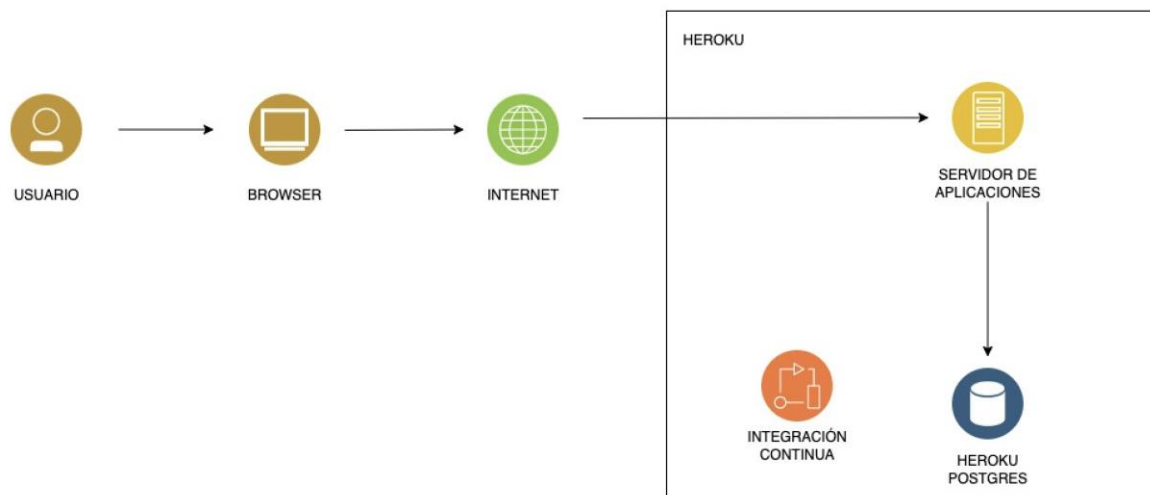 HEROKU
USUARIO
BROWSER
INTERNET
SERVIDOR DE
APLICACIONES
INTEGRACIÓN
CONTINUA
HEROKU
POSTGRES